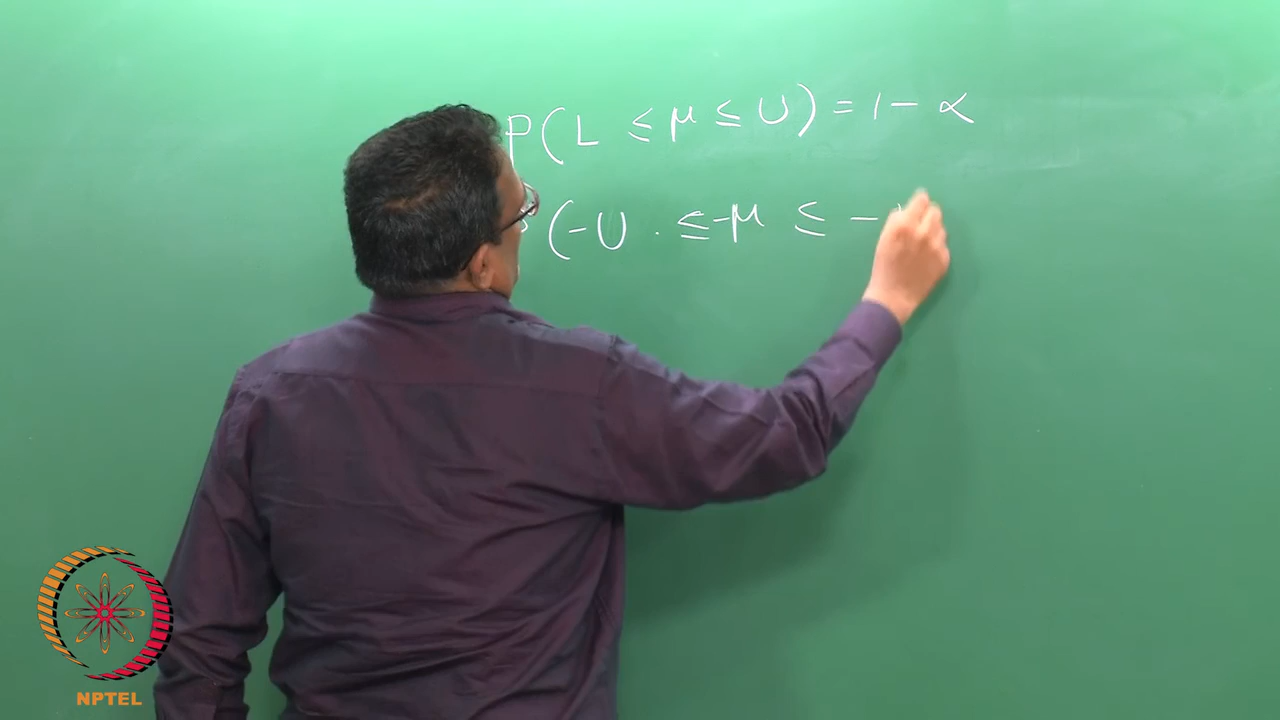 P(L ≤ μ ≤ U) = 1 - α
(-U . ≤ -μ ≤ -
NPTEL